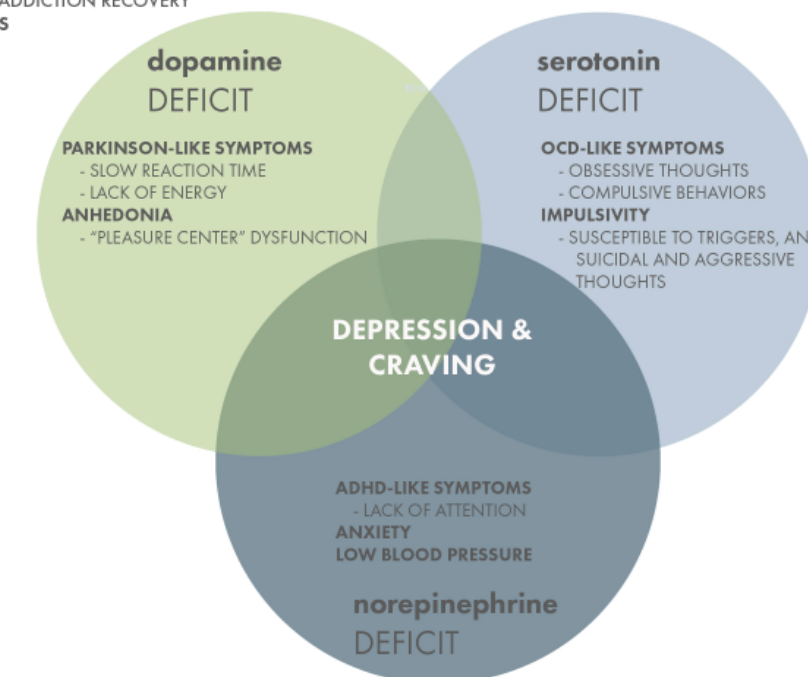 ADDICTION RECOVERY
S
dopamine
DEFICIT
PARKINSON-LIKE SYMPTOMS
- SLOW REACTION TIME
- LACK OF ENERGY
ANHEDONIA
- “PLEASURE CENTER” DYSFUNCTION
serotonin
DEFICIT
OCD-LIKE SYMPTOMS
- OBSESSIVE THOUGHTS
- COMPULSIVE BEHAVIORS
IMPULSIVITY
- SUSCEPTIBLE TO TRIGGERS, AN
SUICIDAL AND AGGRESSIVE
THOUGHTS
DEPRESSION &
CRAVING
ADHD-LIKE SYMPTOMS
- LACK OF ATTENTION
ANXIETY
LOW BLOOD PRESSURE
norepinephrine
DEFICIT